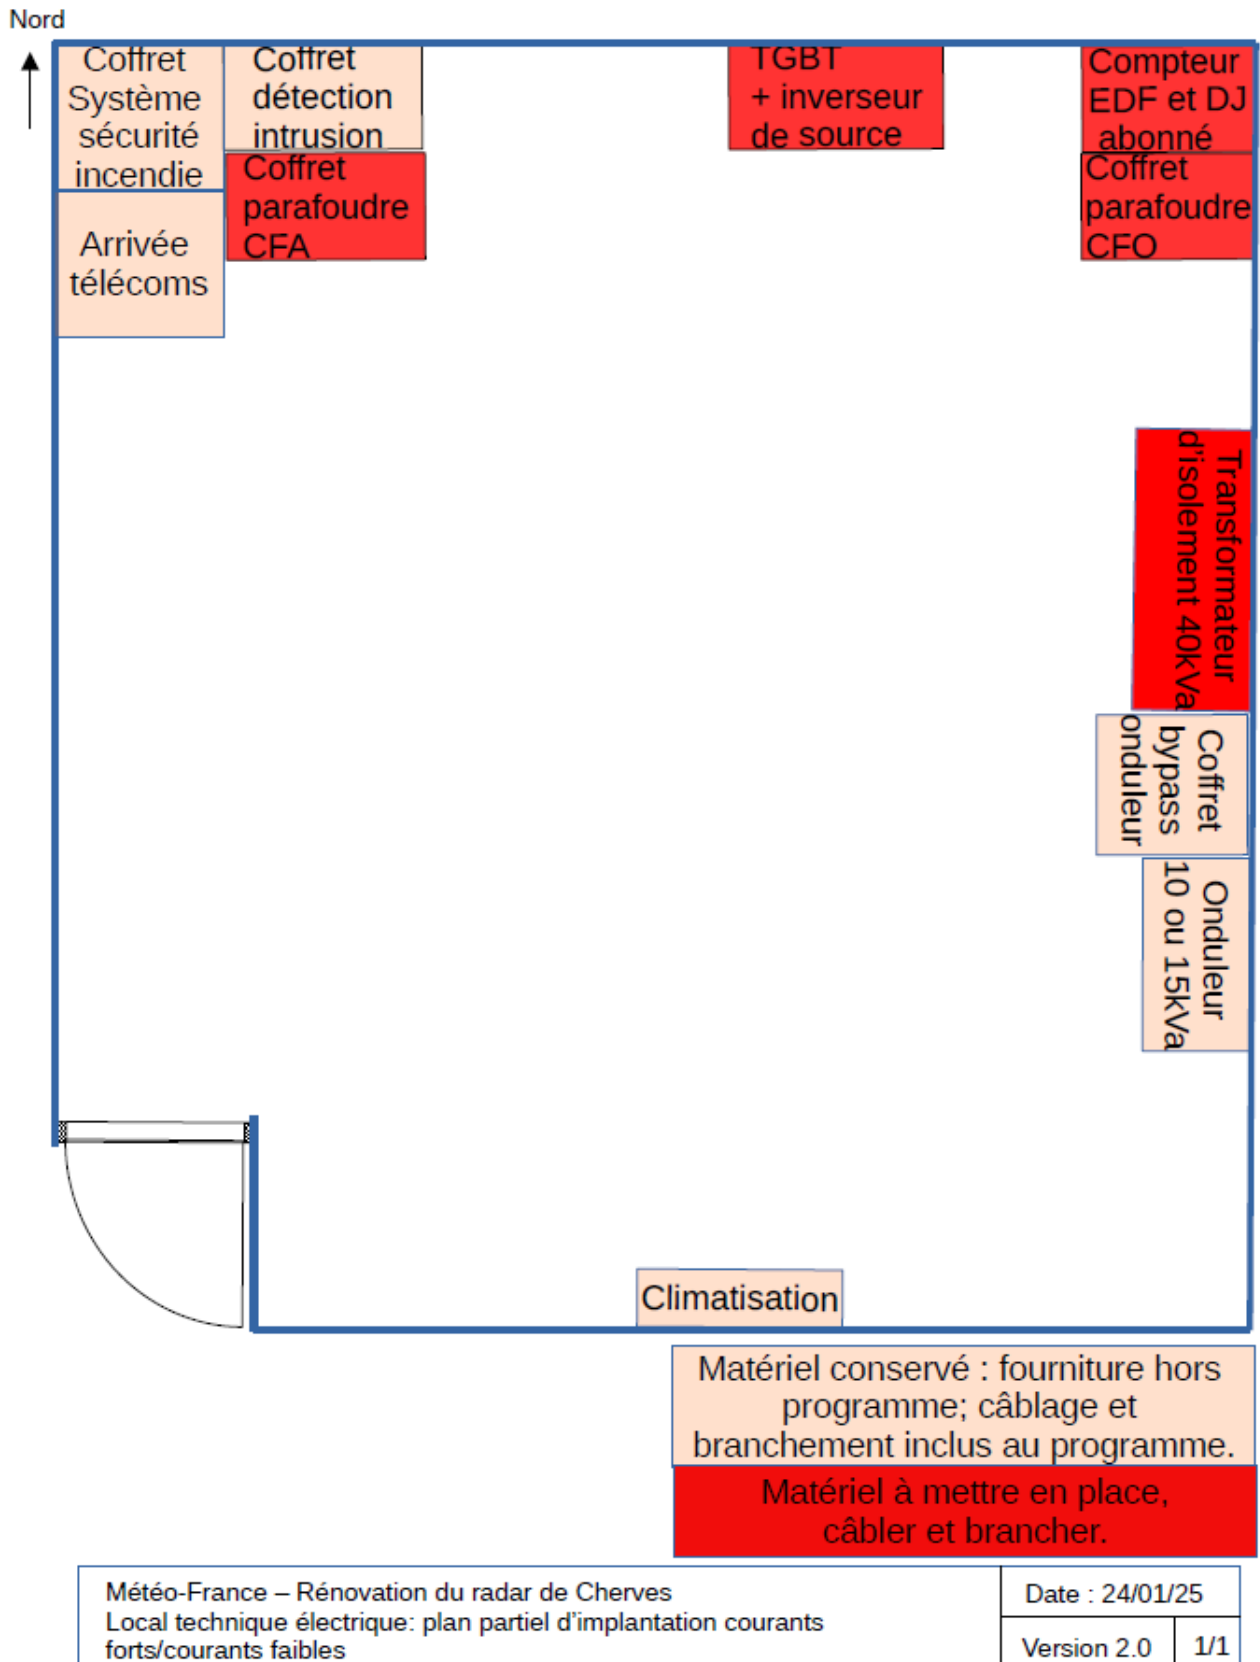 Nord
Coffret
Système
sécurité
incendie
Coffret
détection
intrusion
TGBT
+ inverseur
de source
Compteur
EDF et DJ
abonné
Coffret
parafoudre
CFA
Coffret
parafoudre
CFO
Arrivée
télécoms
Transformateur
d'isolement 40kVa
Coffret
bypass
onduleur
Onduleur
10 ou 15kVa
Climatisation
Matériel conservé : fourniture hors
programme; câblage et
branchement inclus au programme.
Matériel à mettre en place,
câbler et brancher.
Météo-France – Rénovation du radar de Cherves
Local technique électrique: plan partiel d'implantation courants
forts/courants faibles
Date : 24/01/25
Version 2.0
1/1